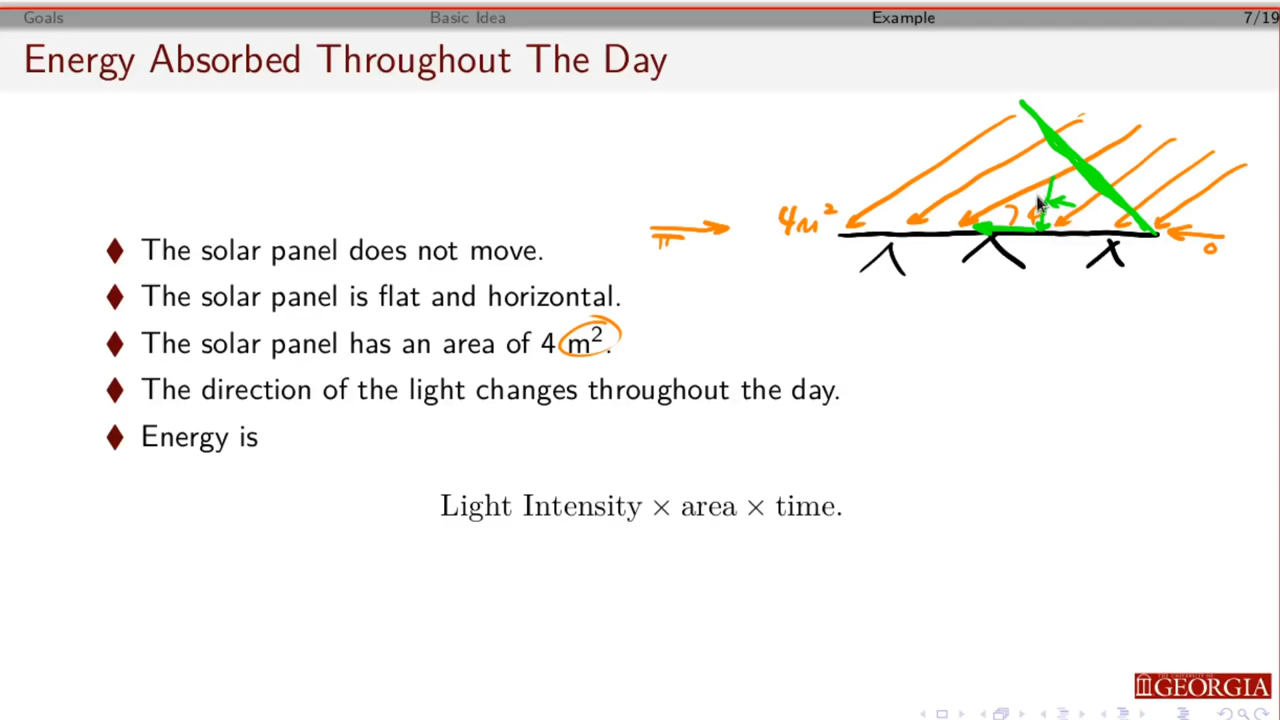 Goals Basic Idea Example 7/19
Energy Absorbed Throughout The Day
4m²
π
0
The solar panel does not move.
The solar panel is flat and horizontal.
The solar panel has an area of 4 m².
The direction of the light changes throughout the day.
Energy is
Light Intensity × area × time.
GEORGIA